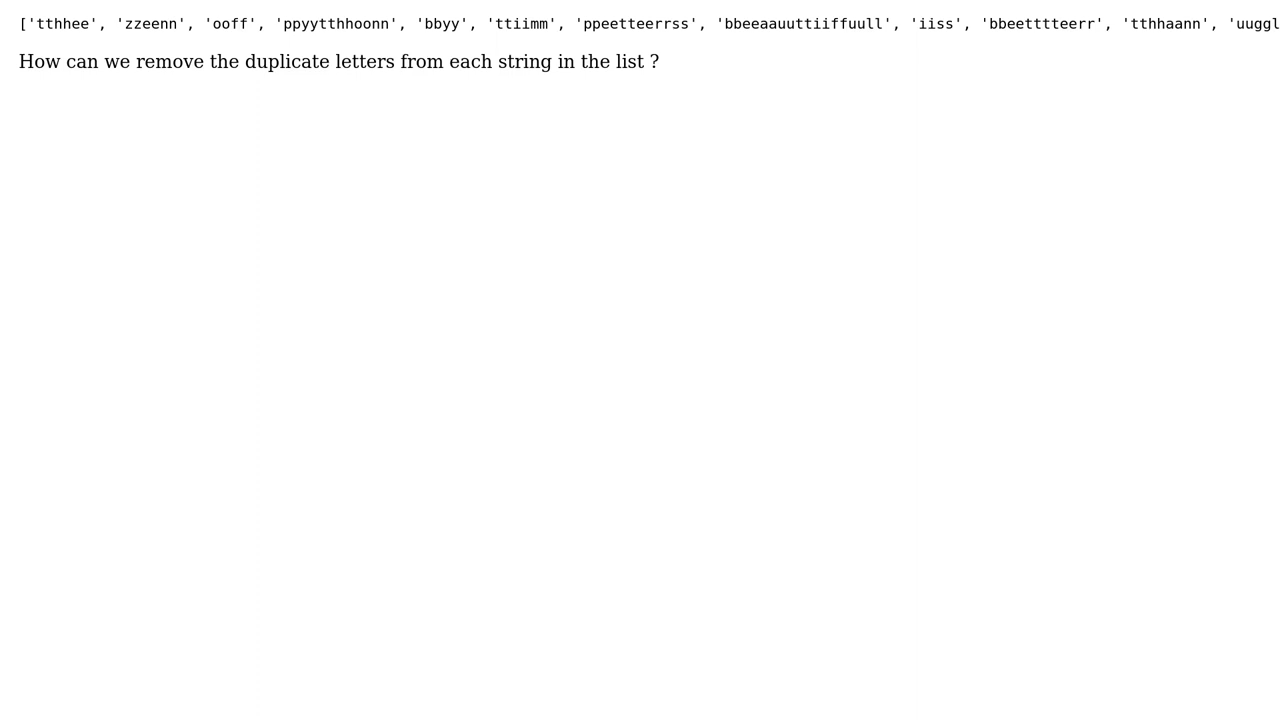 ['tthhee', 'zzeenn', 'ooff', 'ppyytthhoonn', 'bbyy', 'ttiimm', 'ppeetteerrss', 'bbeeaauuttiiffuull', 'iiss', 'bbeetttteerr', 'tthhaann', 'uuggl
How can we remove the duplicate letters from each string in the list ?